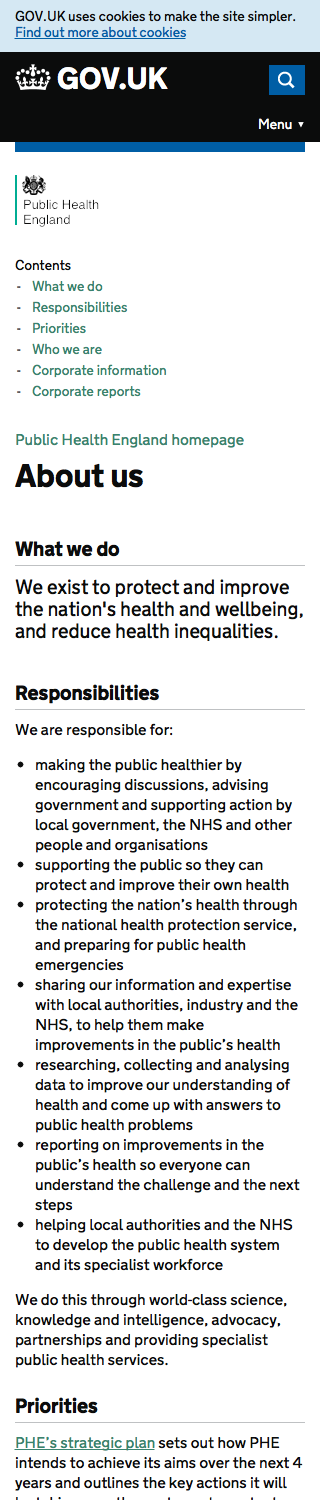 GOV.UK uses cookies to make the site simpler.
Find out more about cookies
GOV.UK
Menu ▼
Public Health
England
Contents
- What we do
- Responsibilities
- Priorities
- Who we are
- Corporate information
- Corporate reports
Public Health England homepage
About us
What we do
We exist to protect and improve
the nation's health and wellbeing,
and reduce health inequalities.
Responsibilities
We are responsible for:
• making the public healthier by
encouraging discussions, advising
government and supporting action by
local government, the NHS and other
people and organisations
• supporting the public so they can
protect and improve their own health
• protecting the nation’s health through
the national health protection service,
and preparing for public health
emergencies
• sharing our information and expertise
with local authorities, industry and the
NHS, to help them make
improvements in the public’s health
• researching, collecting and analysing
data to improve our understanding of
health and come up with answers to
public health problems
• reporting on improvements in the
public’s health so everyone can
understand the challenge and the next
steps
• helping local authorities and the NHS
to develop the public health system
and its specialist workforce
We do this through world-class science,
knowledge and intelligence, advocacy,
partnerships and providing specialist
public health services.
Priorities
PHE’s strategic plan sets out how PHE
intends to achieve its aims over the next 4
years and outlines the key actions it will